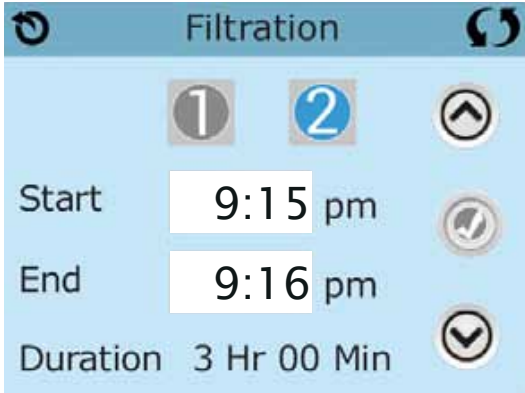 Filtration
1 2
Start 9:15 pm
End 9:16 pm
Duration 3 Hr 00 Min